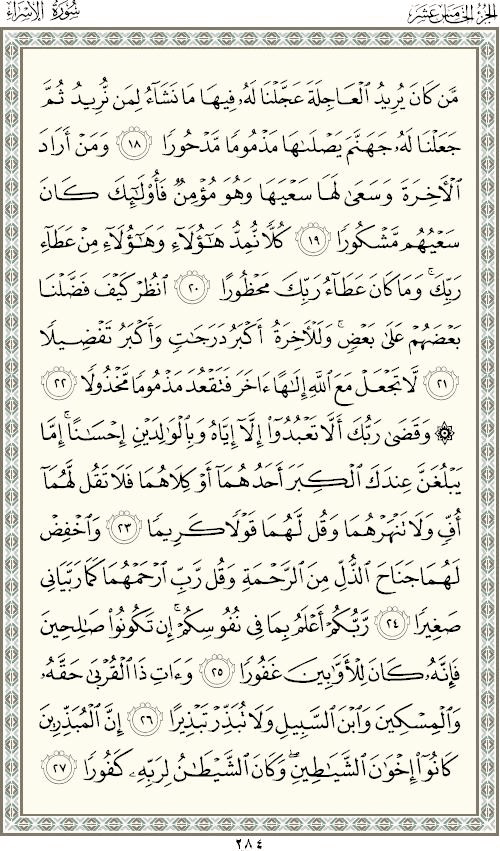 الجزء الخامس عشر
سورة الإسراء
مَّن كَانَ يُرِيدُ ٱلْعَاجِلَةَ عَجَّلْنَا لَهُۥ فِيهَا مَا نَشَآءُ لِمَن نُّرِيدُ ثُمَّ
جَعَلْنَا لَهُۥ جَهَنَّمَ يَصْلَىٰهَا مَذْمُومًا مَّدْحُورًا ١٨ وَمَنْ أَرَادَ
ٱلْأَخِرَةَ وَسَعَىٰ لَهَا سَعْيَهَا وَهُوَ مُؤْمِنٌ فَأُو۟لَٰٓئِكَ كَانَ
سَعْيُهُم مَّشْكُورًا ١٩ كُلًّا نُّمِدُّ هَٰٓؤُلَآءِ وَهَٰٓؤُلَآءِ مِنْ عَطَآءِ
رَبِّكَ ۚ وَمَا كَانَ عَطَآءُ رَبِّكَ مَحْظُورًا ٢٠ ٱنظُرْ كَيْفَ فَضَّلْنَا
بَعْضَهُمْ عَلَىٰ بَعْضٍ ۚ وَلَلْأَخِرَةُ أَكْبَرُ دَرَجَٰتٍ وَأَكْبَرُ تَفْضِيلًا
٢١ لَّا تَجْعَلْ مَعَ ٱللَّهِ إِلَٰهًا ءَاخَرَ فَتَقْعُدَ مَذْمُومًا مَّخْذُولًا ٢٢
۞ وَقَضَىٰ رَبُّكَ أَلَّا تَعْبُدُوٓا۟ إِلَّآ إِيَّاهُ وَبِٱلْوَٰلِدَيْنِ إِحْسَٰنًا ۚ إِمَّا
يَبْلُغَنَّ عِندَكَ ٱلْكِبَرَ أَحَدُهُمَآ أَوْ كِلَاهُمَا فَلَا تَقُل لَّهُمَآ
أُفٍّ وَلَا تَنْهَرْهُمَا وَقُل لَّهُمَا قَوْلًا كَرِيمًا ٢٣ وَٱخْفِضْ
لَهُمَا جَنَاحَ ٱلذُّلِّ مِنَ ٱلرَّحْمَةِ وَقُل رَّبِّ ٱرْحَمْهُمَا كَمَا رَبَّيَانِى
صَغِيرًا ٢٤ رَّبُّكُمْ أَعْلَمُ بِمَا فِى نُفُوسِكُمْ ۚ إِن تَكُونُوا۟ صَٰلِحِينَ
فَإِنَّهُۥ كَانَ لِلْأَوَّٰبِينَ غَفُورًا ٢٥ وَءَاتِ ذَا ٱلْقُرْبَىٰ حَقَّهُۥ
وَٱلْمِسْكِينَ وَٱبْنَ ٱلسَّبِيلِ وَلَا تُبَذِّرْ تَبْذِيرًا ٢٦ إِنَّ ٱلْمُبَذِّرِينَ
كَانُوٓا۟ إِخْوَٰنَ ٱلشَّيَٰطِينِ ۖ وَكَانَ ٱلشَّيْطَٰنُ لِرَبِّهِۦ كَفُورًا ٢٧
٢٨٤